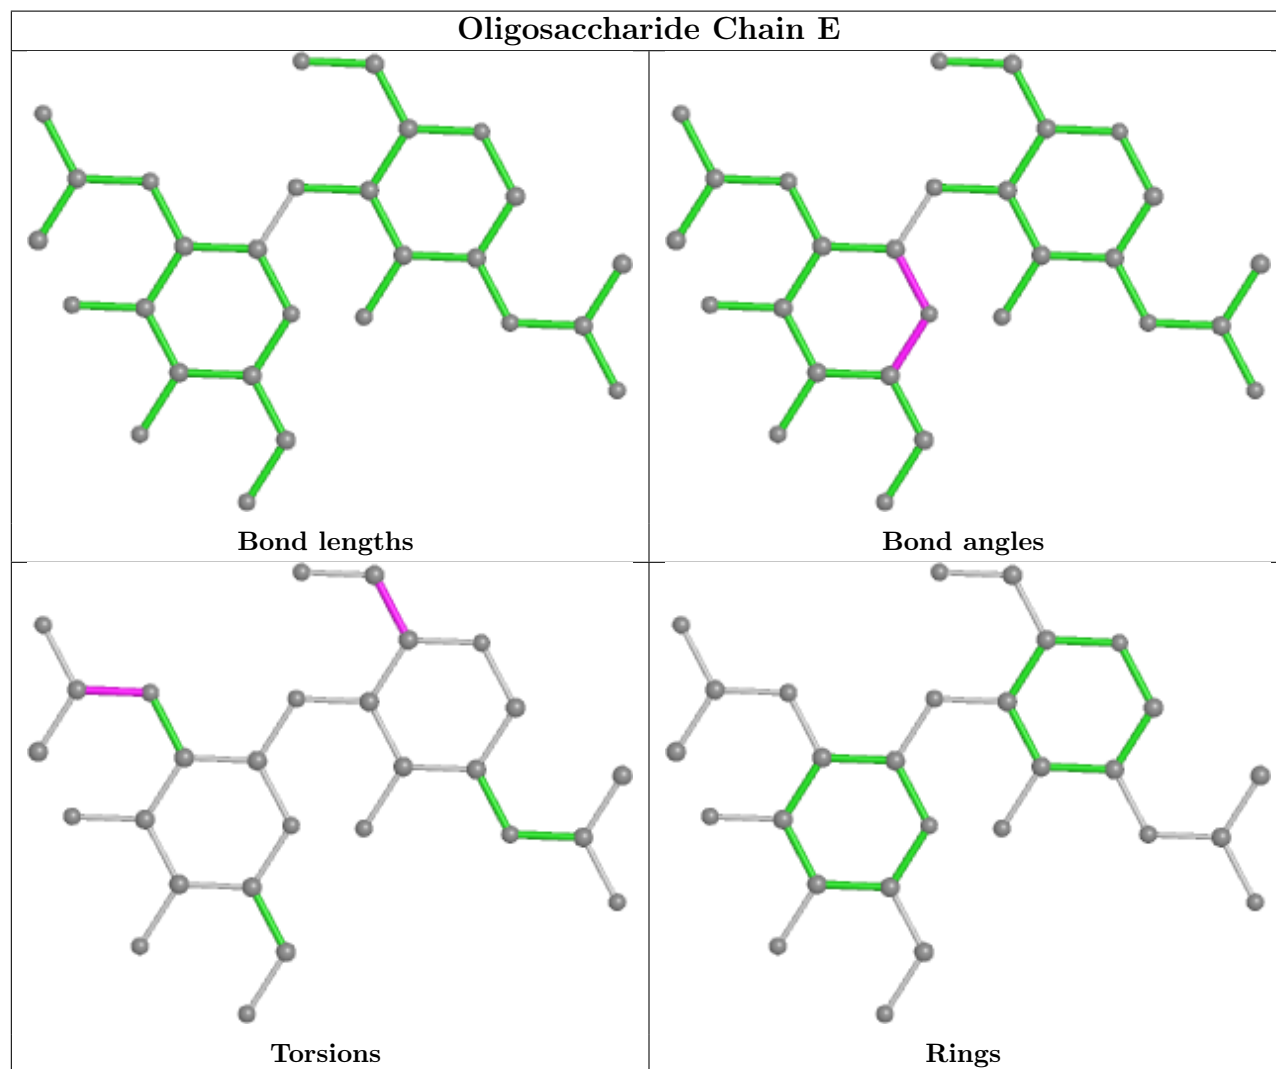 Oligosaccharide Chain E
Bond lengths
Bond angles
Torsions
Rings